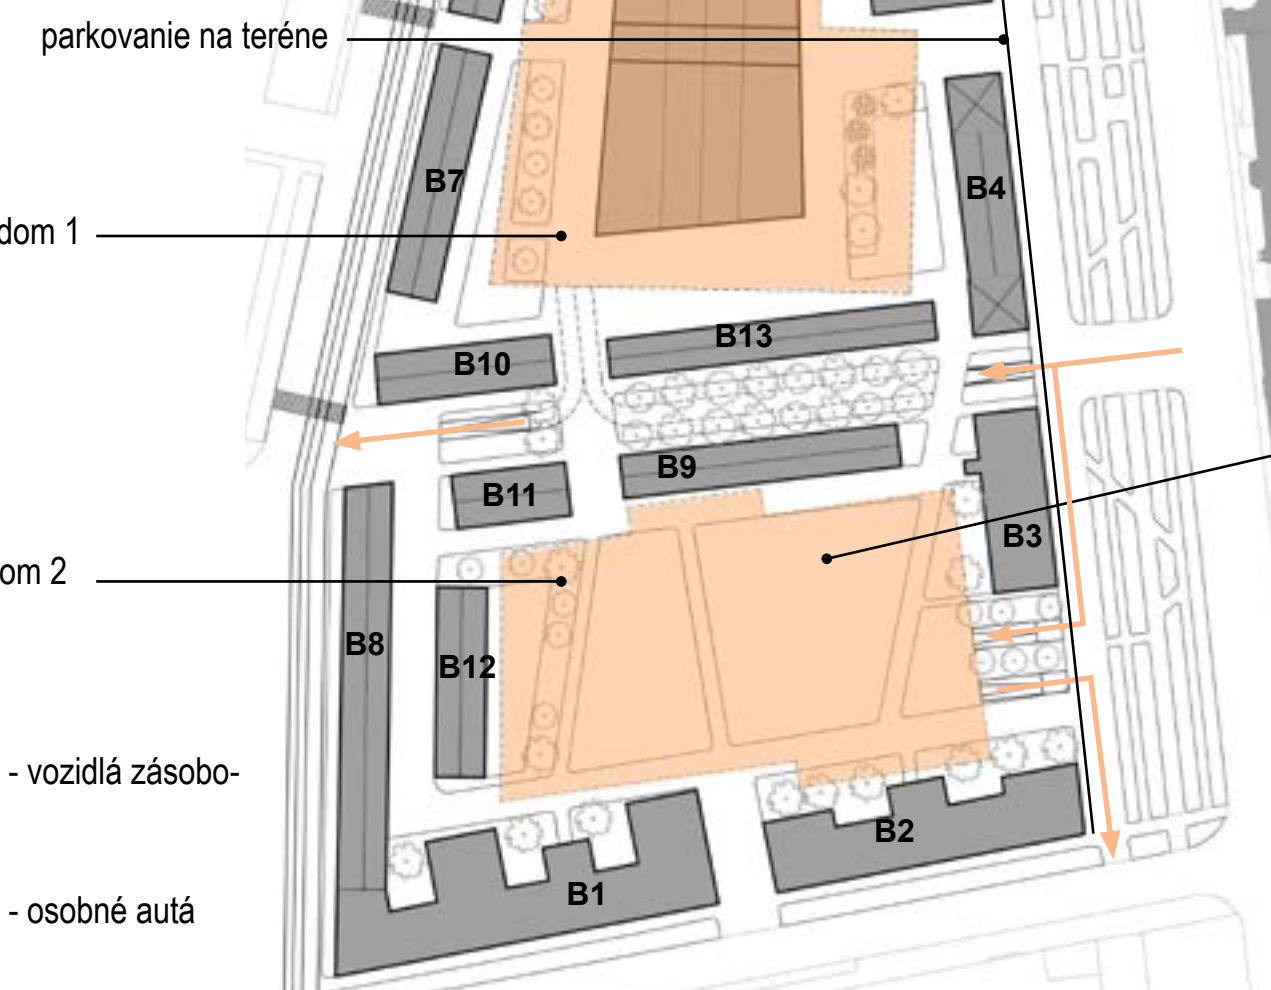 parkovanie na teréne
B7
B4
dom 1
B13
B10
B9
B11
B3
om 2
B8
B12
- vozidlá zásobo-
B2
B1
- osobné autá